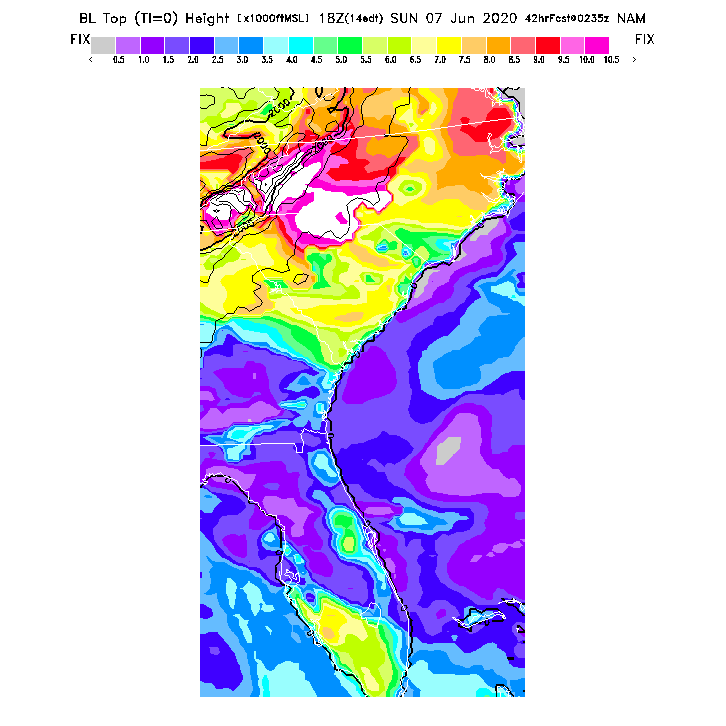 BL Top (TI=0) Height [x1000ftMSL] 18Z(14edt) SUN 07 Jun 2020 42hrFcst@0235z NAM
FIX FIX
< 0.5 1.0 1.5 2.0 2.5 3.0 3.5 4.0 4.5 5.0 5.5 6.0 6.5 7.0 7.5 8.0 8.5 9.0 9.5 10.0 10.5 >
2000
2000